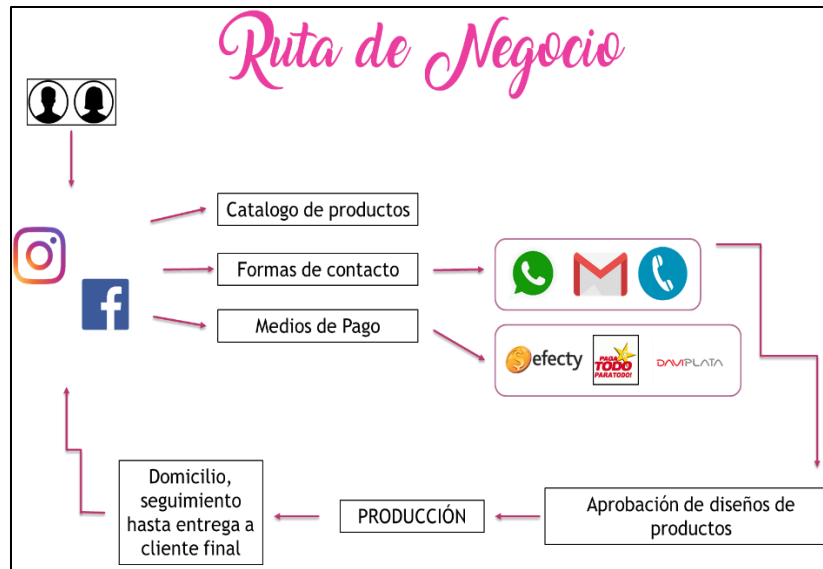 Ruta de Negocio
Catalogo de productos
Formas de contacto
Medios de Pago
efecty
PAGA
TODO
PARATODO!
DAVIPLATA
Domicilio,
seguimiento
hasta entrega a
cliente final
PRODUCCIÓN
Aprobación de diseños de
productos